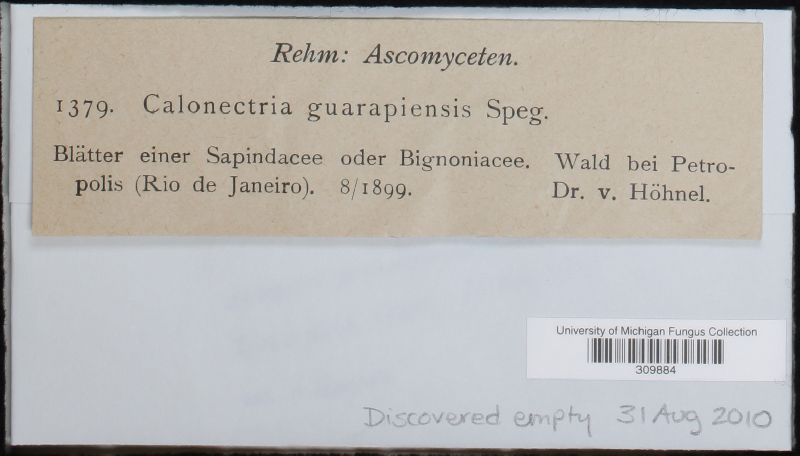 Rehm: Ascomyceten.
1379. Calonectria guarapiensis Speg.
Blätter einer Sapindacee oder Bignoniacee. Wald bei Petro-
polis (Rio de Janeiro). 8/1899. Dr. v. Höhnel.
University of Michigan Fungus Collection
309884
Discovered empty 31 Aug 2010